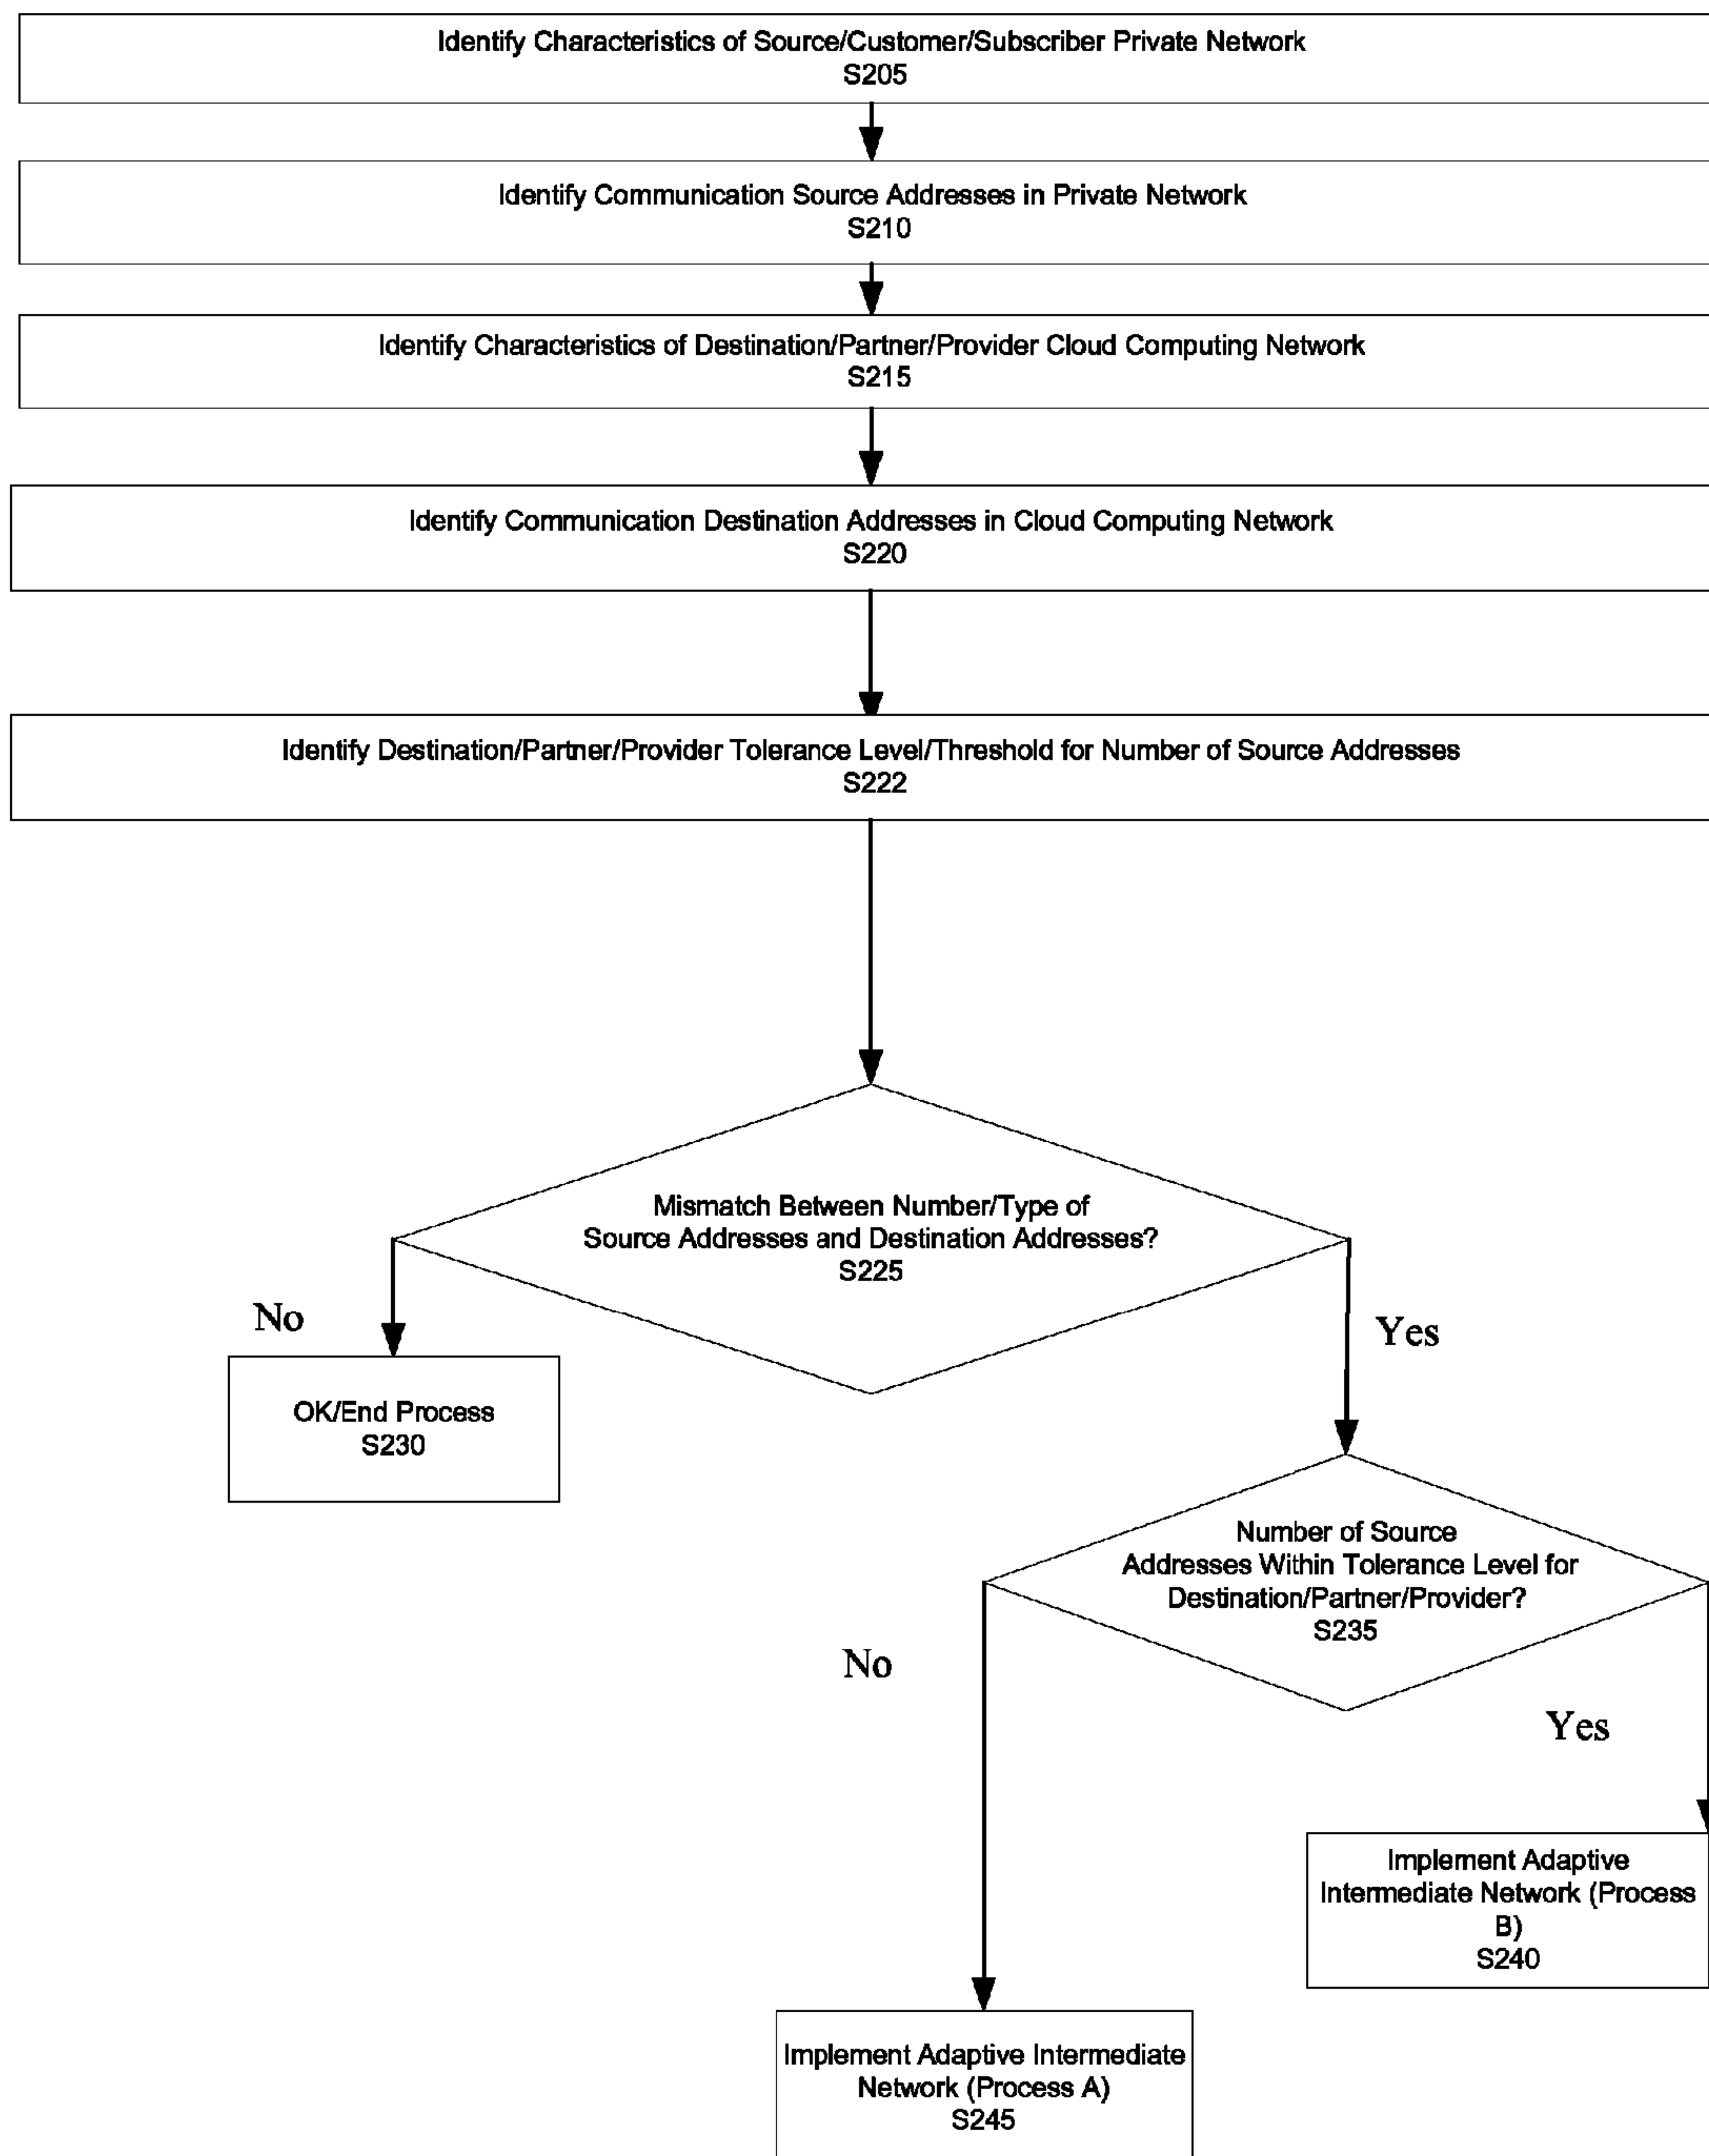 Identify Characteristics of Source/Customer/Subscriber Private Network
S205
Identify Communication Source Addresses in Private Network
S210
Identify Characteristics of Destination/Partner/Provider Cloud Computing Network
S215
Identify Communication Destination Addresses in Cloud Computing Network
S220
Identify Destination/Partner/Provider Tolerance Level/Threshold for Number of Source Addresses
S222
Mismatch Between Number/Type of
Source Addresses and Destination Addresses?
S225
No
Yes
OK/End Process
S230
Number of Source
Addresses Within Tolerance Level for
Destination/Partner/Provider?
S235
No
Yes
Implement Adaptive
Intermediate Network (Process
B)
S240
Implement Adaptive Intermediate
Network (Process A)
S245